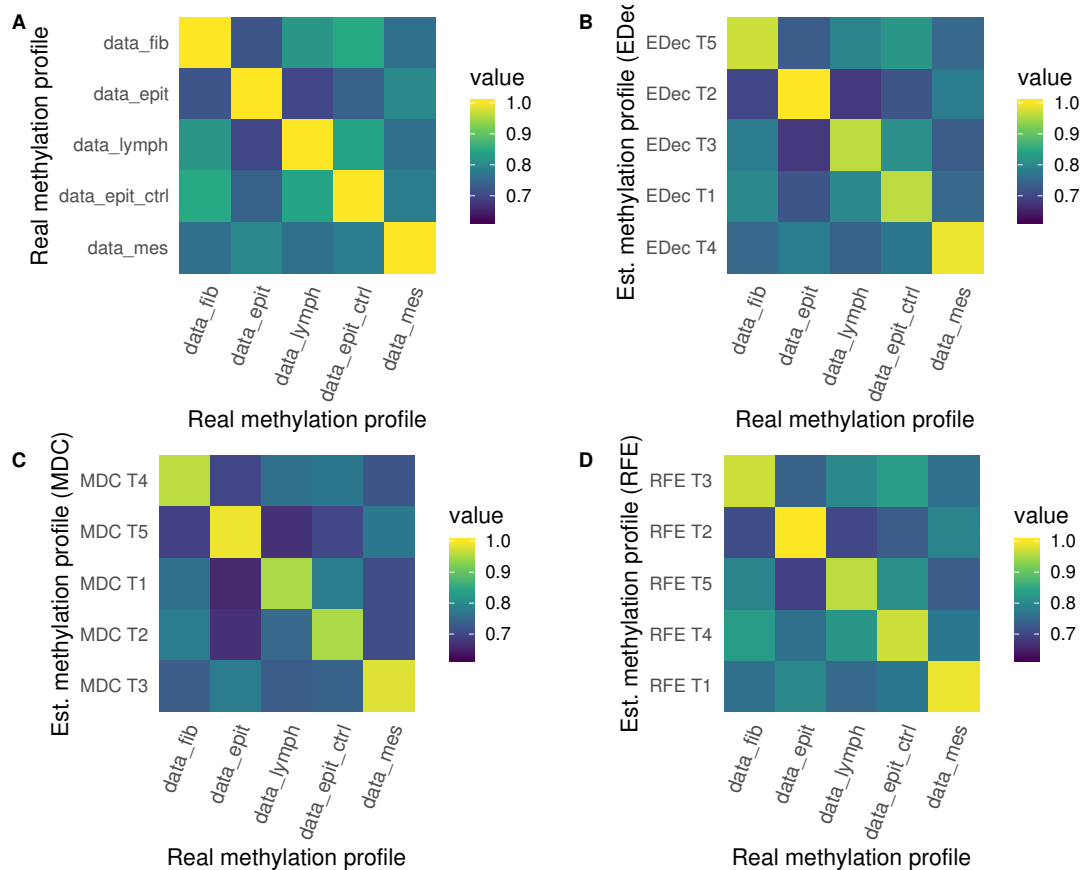 A
Real methylation profile
data_fib
data_epit
data_lymph
data_epit_ctrl
data_mes
data_fib
data_epit
data_lymph
data_epit_ctrl
data_mes
Real methylation profile
value
1.0
0.9
0.8
0.7
B
Est. methylation profile (EDec
EDec T5
EDec T2
EDec T3
EDec T1
EDec T4
data_fib
data_epit
data_lymph
data_epit_ctrl
data_mes
Real methylation profile
value
1.0
0.9
0.8
0.7
C
Est. methylation profile (MDC)
MDC T4
MDC T5
MDC T1
MDC T2
MDC T3
data_fib
data_epit
data_lymph
data_epit_ctrl
data_mes
Real methylation profile
value
1.0
0.9
0.8
0.7
D
Est. methylation profile (RFE)
RFE T3
RFE T2
RFE T5
RFE T4
RFE T1
data_fib
data_epit
data_lymph
data_epit_ctrl
data_mes
Real methylation profile
value
1.0
0.9
0.8
0.7